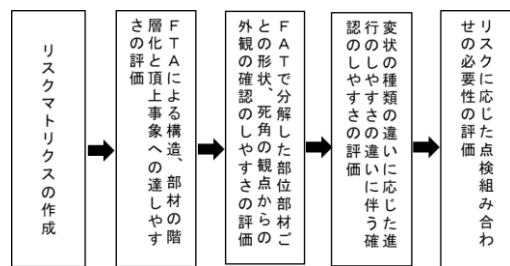 リスクマトリクスの作成
ＦＴＡによる構造、部材の階
層化と頂上事象への達しやす
さの評価
ＦＡＴで分解した部位部材ご
との形状、死角の観点からの
外観の確認のしやすさの評価
変状の種類の違いに応じた進
行のしやすさの違いに伴う確
認のしやすさの評価
リスクに応じた点検組み合わ
せの必要性の評価